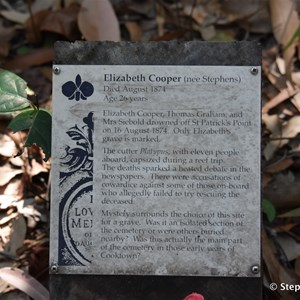 Elizabeth Cooper (nee Stephens)
Died August 1874
Age 26 years
Elizabeth Cooper, Thomas Grahame and
Mrs Siebold drowned off St Patrick's Point
on 16 August 1874. Only Elizabeth's
grave is marked.
The cutter with eleven people
aboard, capsized during a reef trip.
The deaths sparked a heated debate in the
newspapers. There were accusations of
cowardice against some of those on board
who allegedly failed to try rescuing the
deceased.
Mystery surrounds the choice of this site
for a grave. Was it an isolated section of
the cemetery or were others buried
nearby? Was this actually the main part
of the cemetery in those early years of
Cooktown?
LOV
MEM
© Step